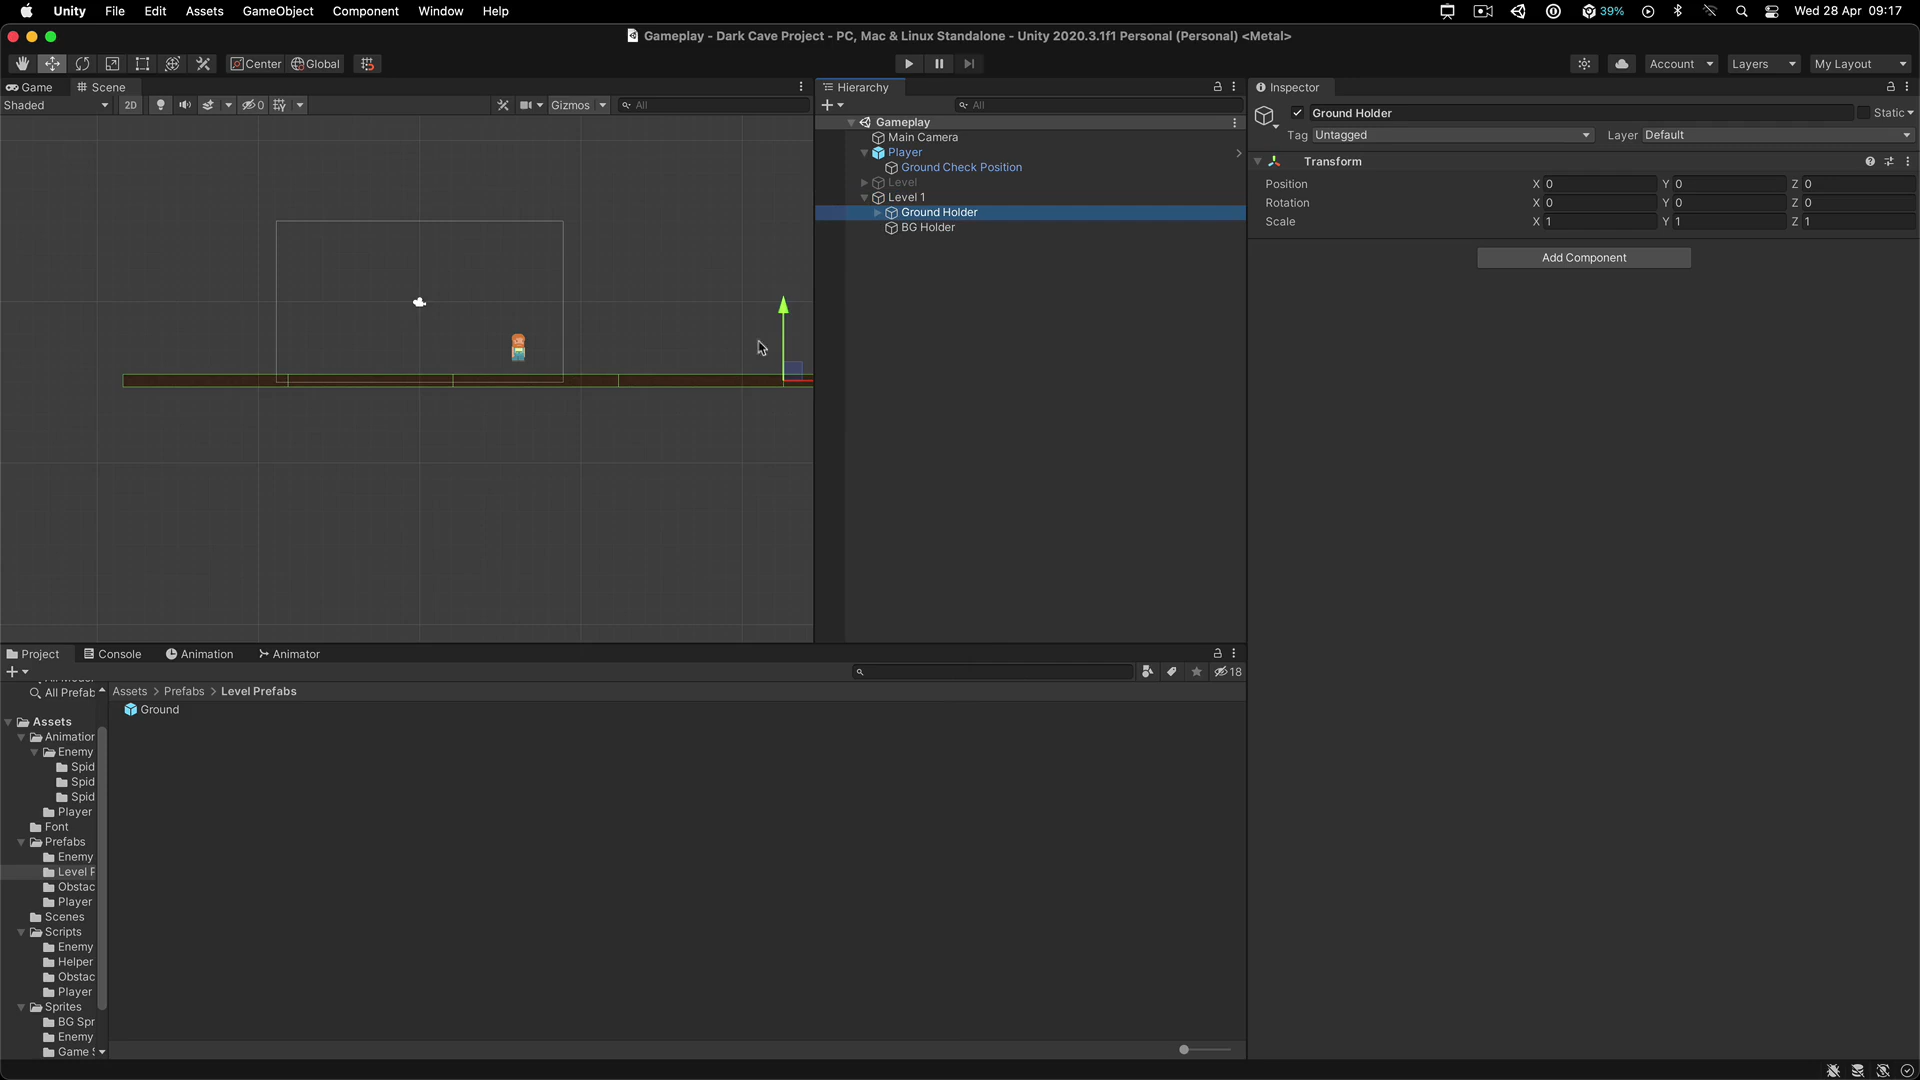 Unity File Edit Assets GameObject Component Window Help 39% Wed 28 Apr 09:17
Gameplay - Dark Cave Project - PC, Mac & Linux Standalone - Unity 2020.3.1f1 Personal (Personal) <Metal>
Center Global Account Layers My Layout
Game Scene
Shaded 2D 0 Gizmos All
Hierarchy
All
Gameplay
Main Camera
Player
Ground Check Position
Level
Level 1
Ground Holder
BG Holder
Inspector
Ground Holder Static
Tag Untagged Layer Default
Transform
Position X 0 Y 0 Z 0
Rotation X 0 Y 0 Z 0
Scale X 1 Y 1 Z 1
Add Component
Project Console Animation Animator
18
All Prefab
Assets
Animation
Enemy
Spid
Spid
Spid
Player
Font
Prefabs
Enemy
Level P
Obstac
Player
Scenes
Scripts
Enemy
Helper
Obstac
Player
Sprites
BG Spr
Enemy
Game S
Assets > Prefabs > Level Prefabs
Ground